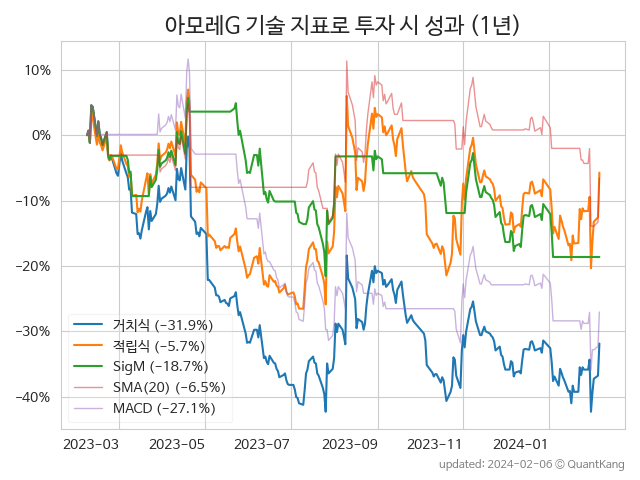 아모레G 기술 지표로 투자 시 성과 (1년)
10%
0%
−10%
−20%
−30%
−40%
거치식 (−31.9%)
적립식 (−5.7%)
SigM (−18.7%)
SMA(20) (−6.5%)
MACD (−27.1%)
2023−03 2023−05 2023−07 2023−09 2023−11 2024−01
updated: 2024-02-06 © QuantKang